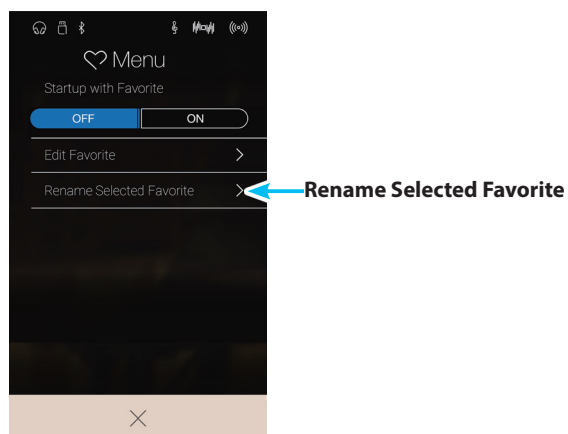 Menu
Startup with Favorite
OFF ON
Edit Favorite
Rename Selected Favorite
Rename Selected Favorite